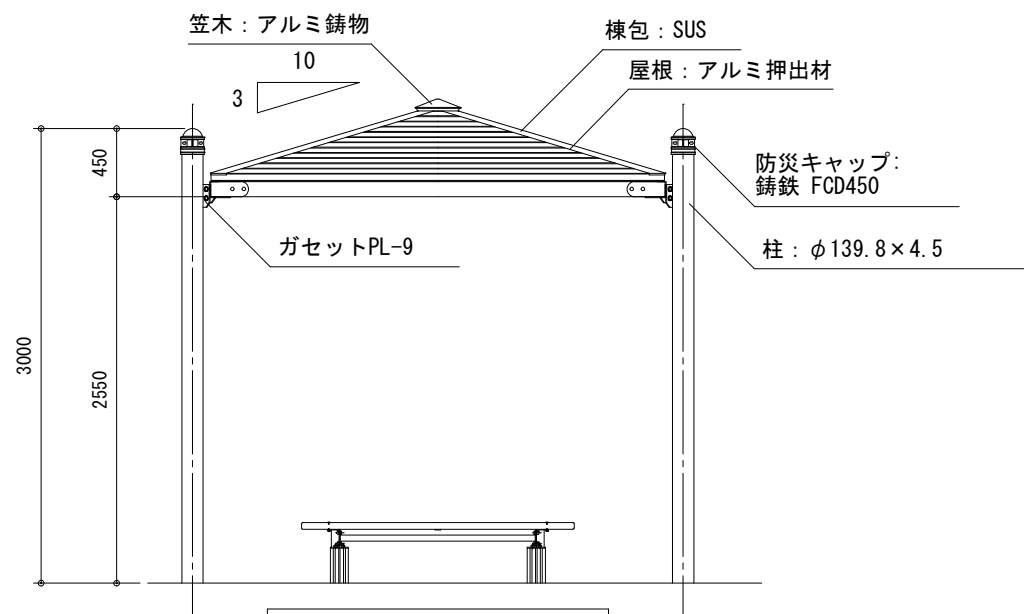 笠木：アルミ鋳物
棟包：SUS
10
3
屋根：アルミ押出材
450
防災キャップ:
鋳鉄 FCD450
ガセットPL-9
柱：φ139.8×4.5
3000
2550